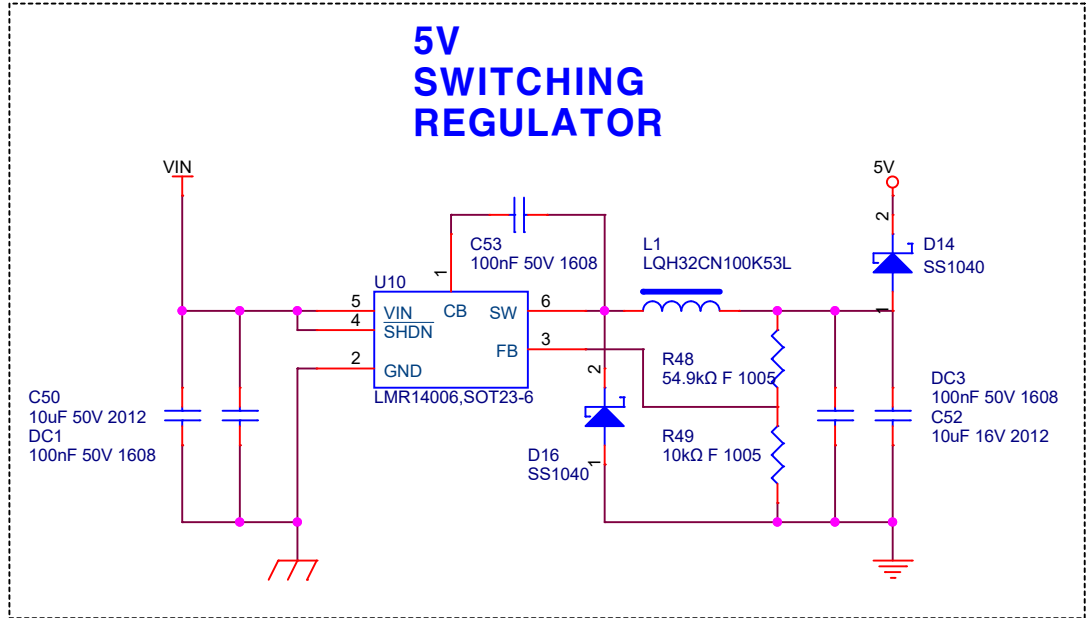 5V
SWITCHING
REGULATOR
VIN
5V
2
D14
SS1040
1
C53
100nF 50V 1608
L1
LQH32CN100K53L
1
U10
5
VIN
CB
SW
6
4
SHDN
FB
3
2
GND
LMR14006,SOT23-6
R48
54.9kΩ F 1005
2
C50
10uF 50V 2012
DC1
100nF 50V 1608
D16
SS1040
1
R49
10kΩ F 1005
DC3
100nF 50V 1608
C52
10uF 16V 2012